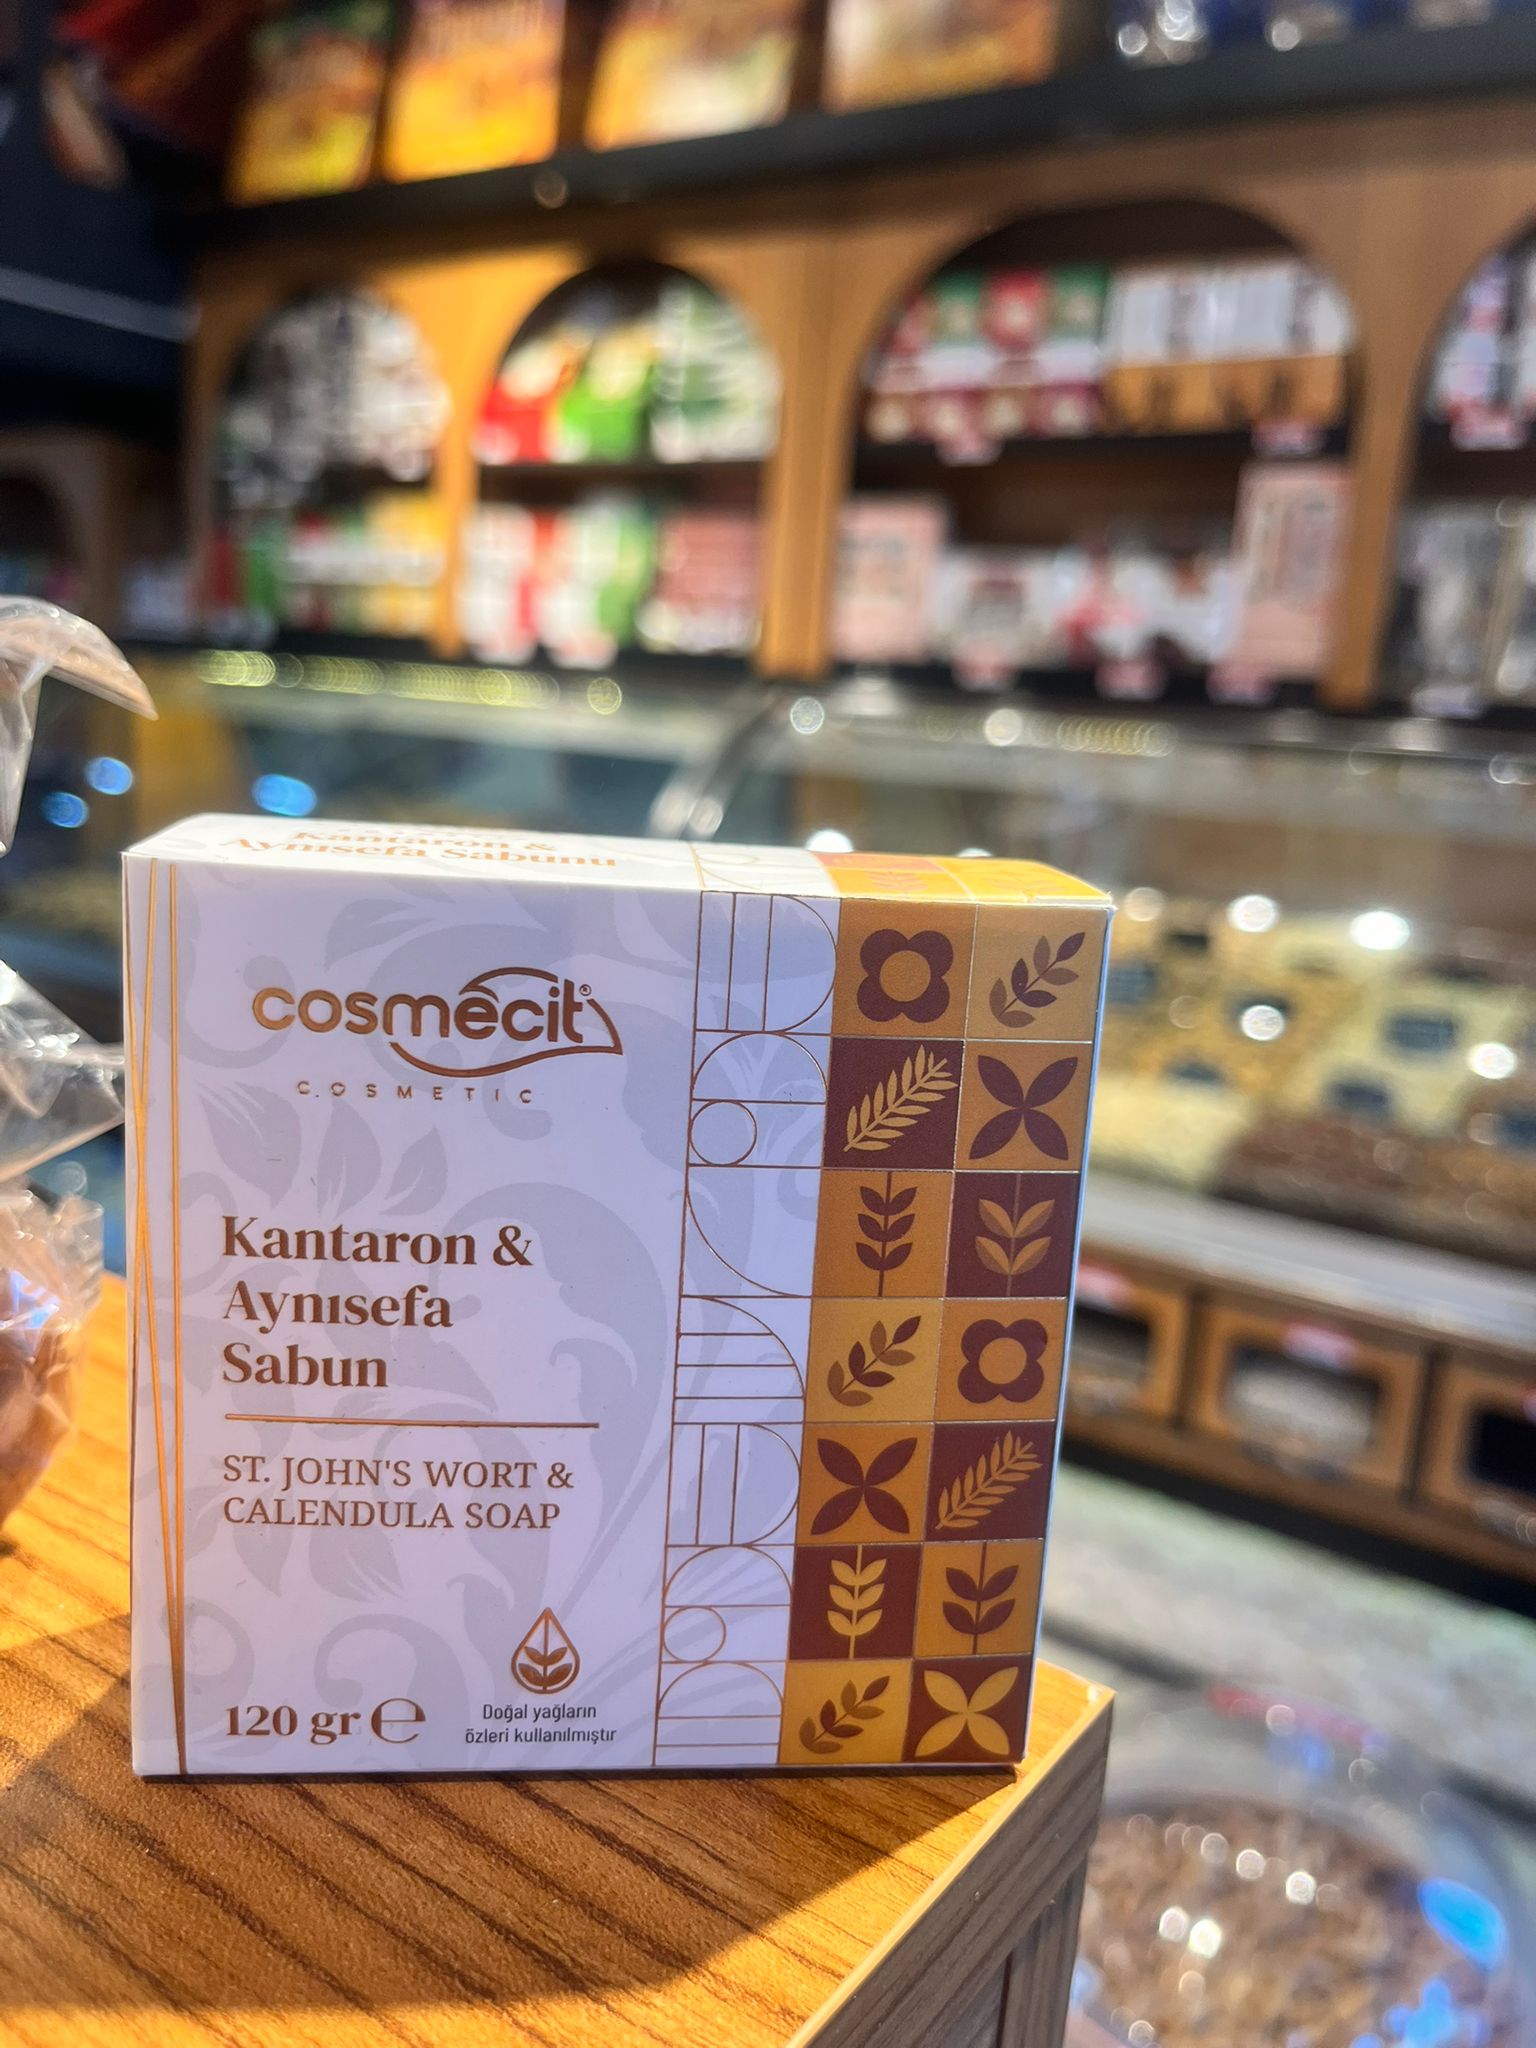 Kantaron &
Aynısefa Sabunu
cosmecit®
COSMETIC
Kantaron &
Aynısefa
Sabun
ST. JOHN'S WORT &
CALENDULA SOAP
120 gr ℮
Doğal yağların
özleri kullanılmıştır